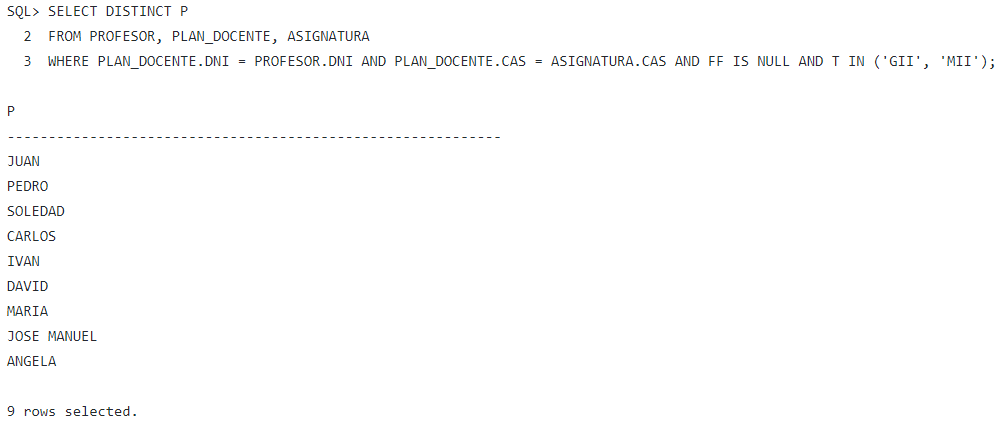 SQL> SELECT DISTINCT P
2 FROM PROFESOR, PLAN_DOCENTE, ASIGNATURA
3 WHERE PLAN_DOCENTE.DNI = PROFESOR.DNI AND PLAN_DOCENTE.CAS = ASIGNATURA.CAS AND FF IS NULL AND T IN ('GII', 'MII');
P
------------------------------------------------------------
JUAN
PEDRO
SOLEDAD
CARLOS
IVAN
DAVID
MARIA
JOSE MANUEL
ANGELA
9 rows selected.